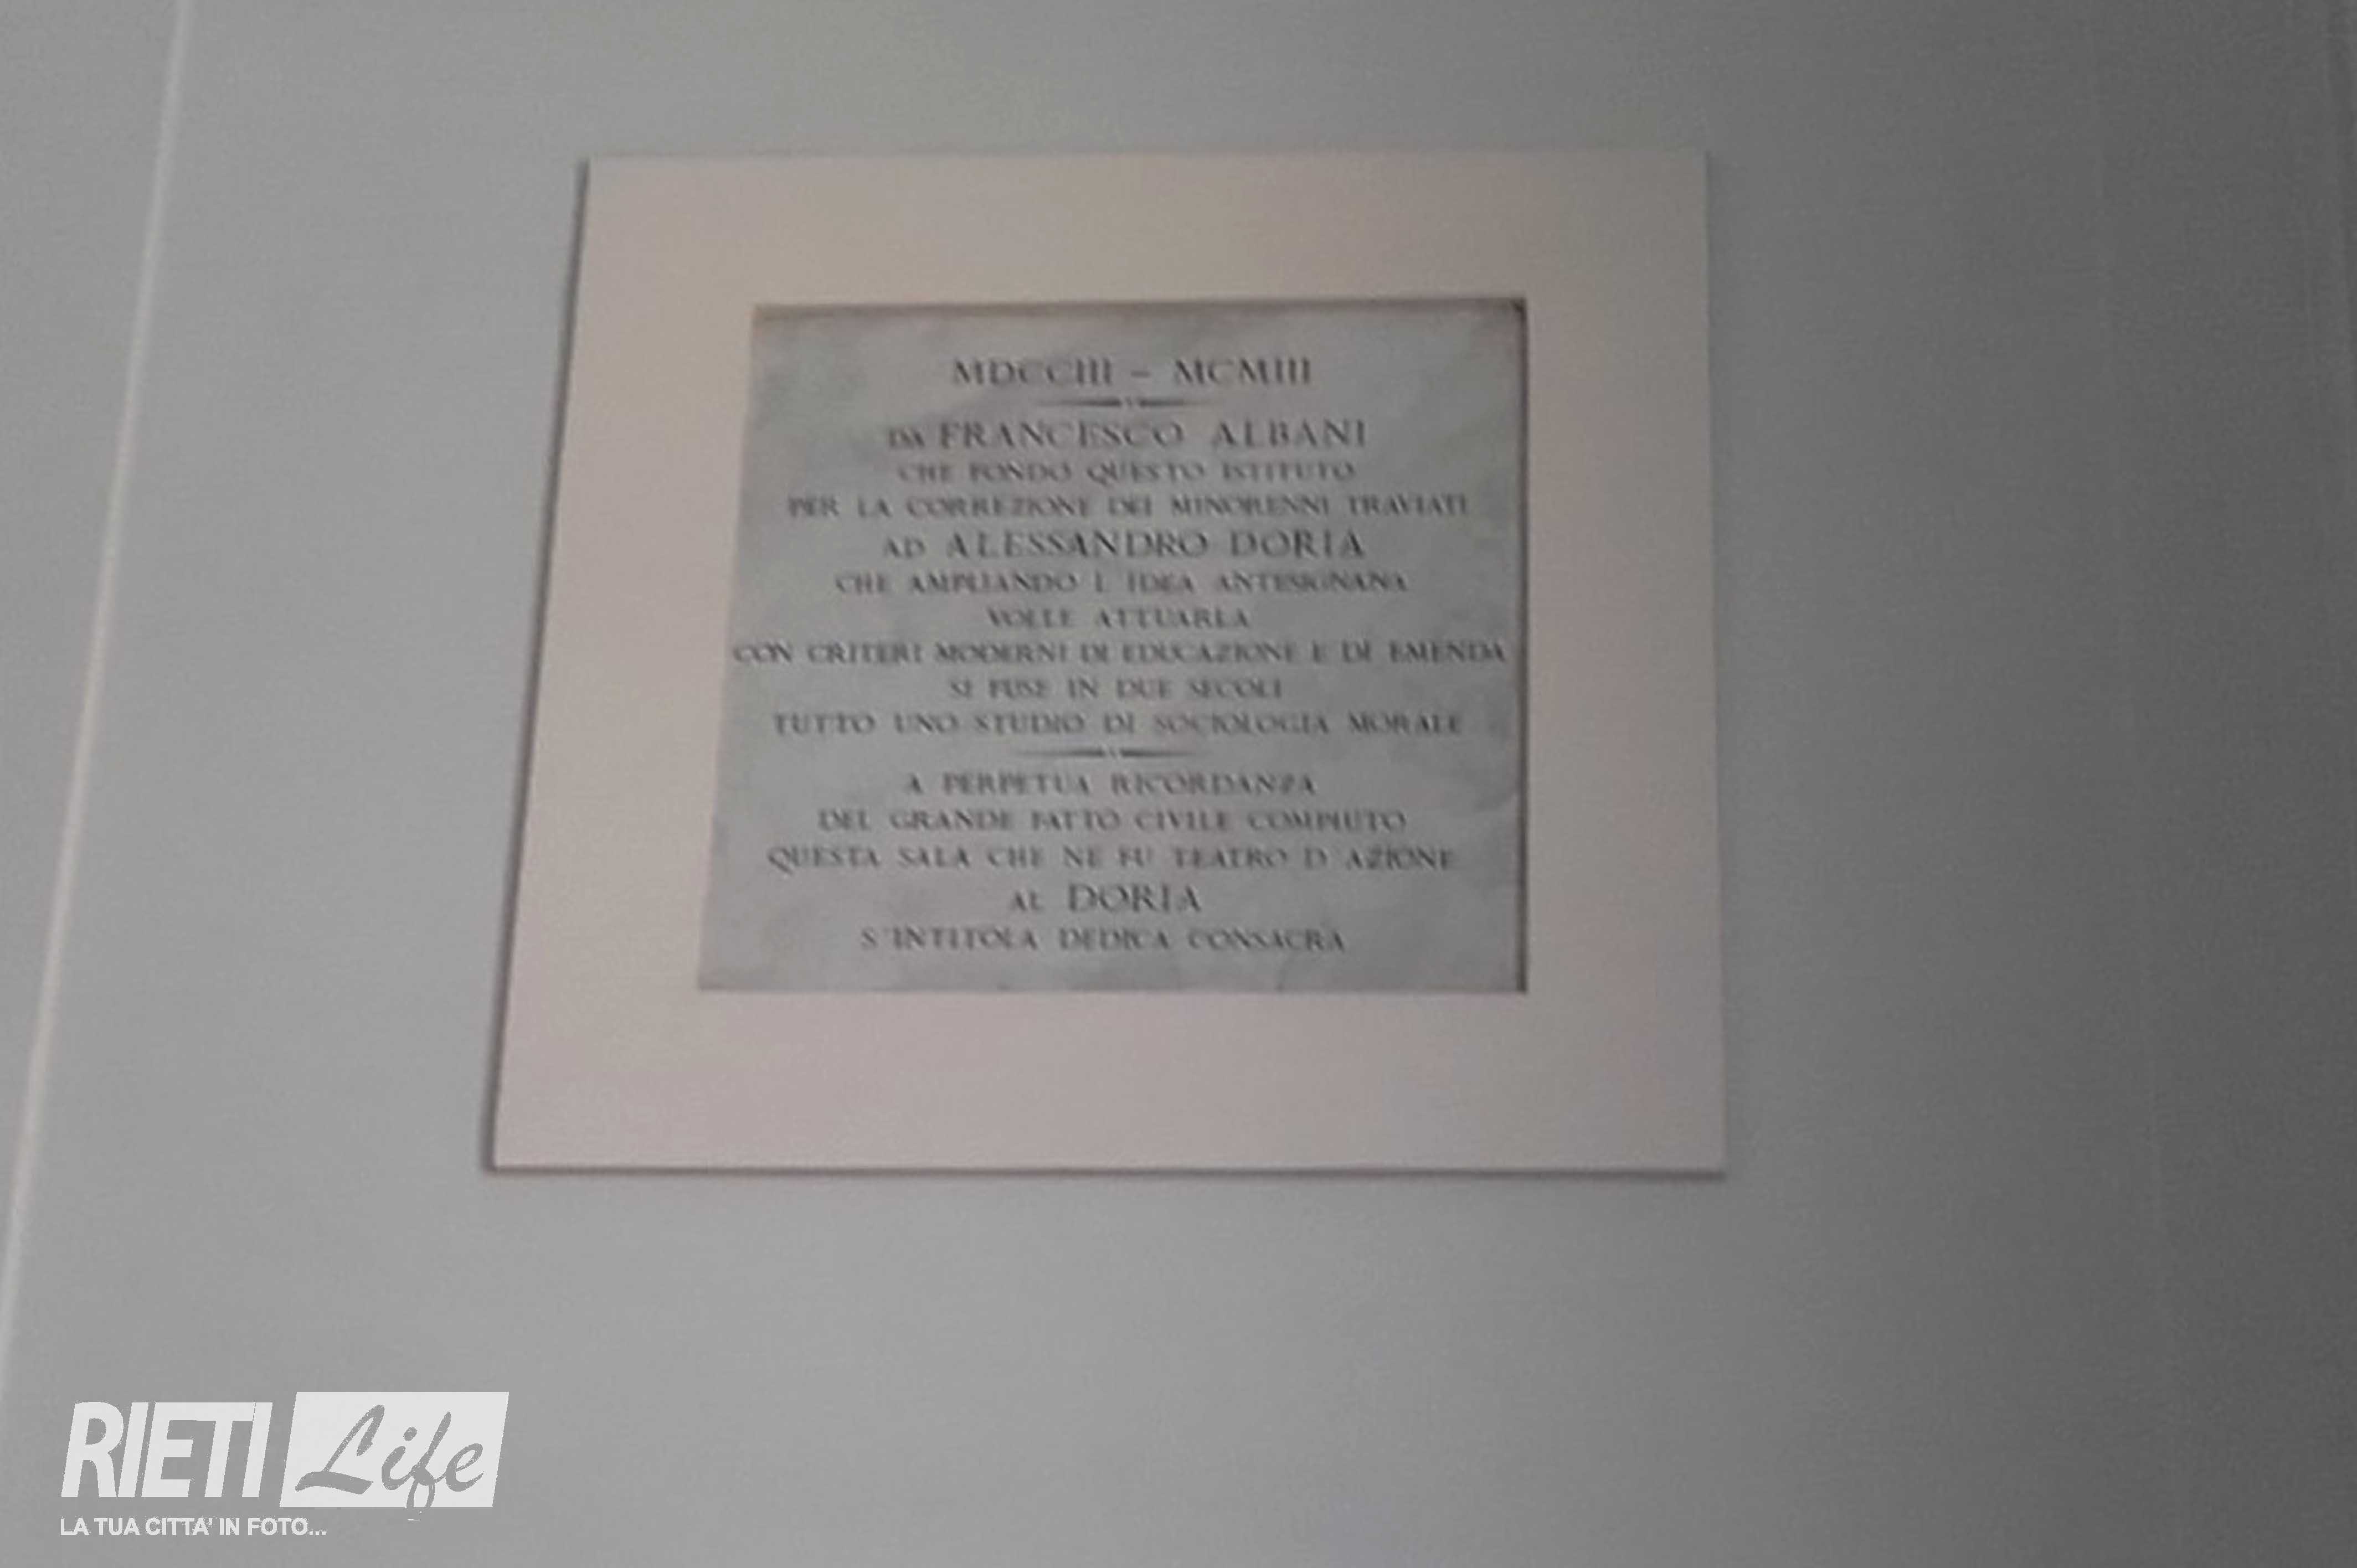 MDCCIII – MCMIII
DA FRANCESCO ALBANI
CHE FONDO QUESTO ISTITUTO
PER LA CORREZIONE DEI MINORENNI TRAVIATI
AD ALESSANDRO DORIA
CHE AMPLIANDO L IDEA ANTESIGNANA
VOLLE ATTUARLA
CON CRITERI MODERNI DI EDUCAZIONE E DI EMENDA
SI FUSE IN DUE SECOLI
TUTTO UNO STUDIO DI SOCIOLOGIA MORALE
A PERPETUA RICORDANZA
DEL GRANDE FATTO CIVILE COMPIUTO
QUESTA SALA CHE NE FU TEATRO D AZIONE
AL DORIA
S'INTITOLA DEDICA CONSACRA
RIETI Life
LA TUA CITTA' IN FOTO...